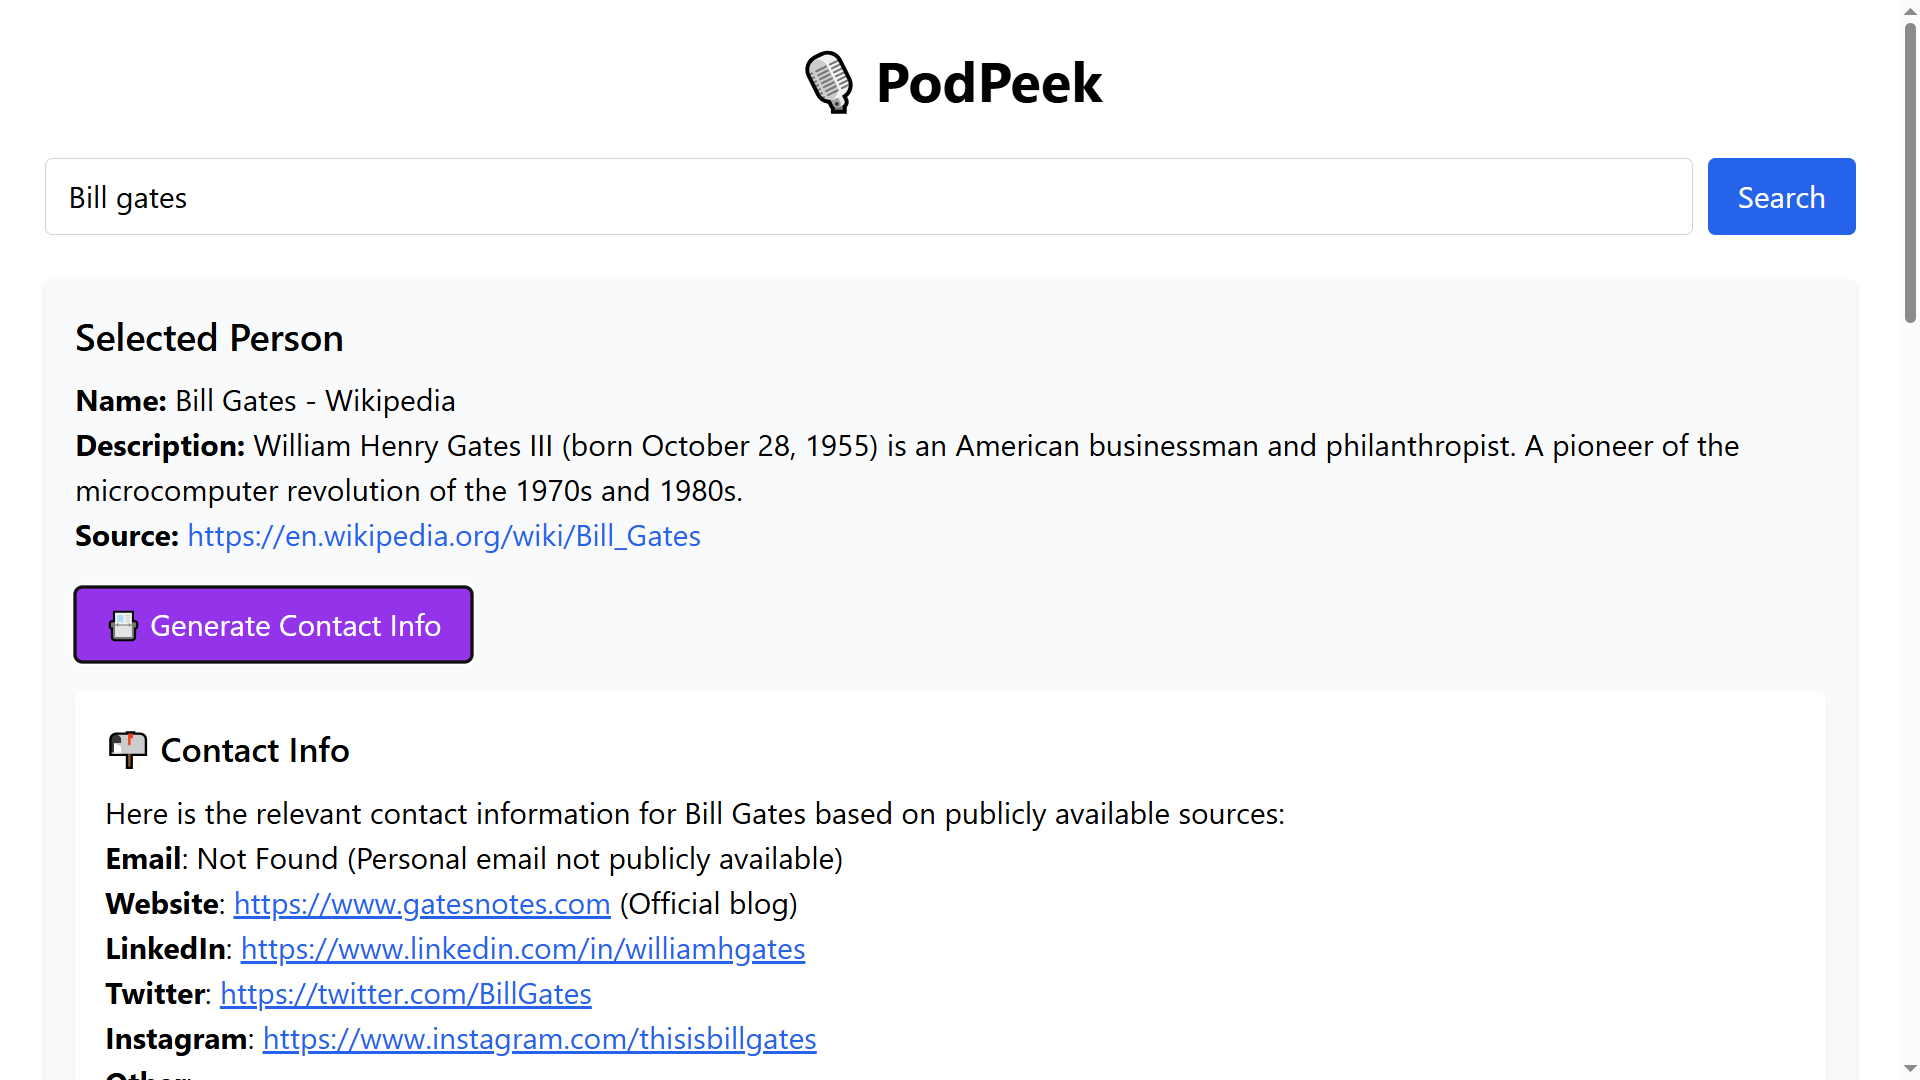 PodPeek
Bill gates
Search
Selected Person
Name: Bill Gates - Wikipedia
Description: William Henry Gates III (born October 28, 1955) is an American businessman and philanthropist. A pioneer of the
microcomputer revolution of the 1970s and 1980s.
Source: https://en.wikipedia.org/wiki/Bill_Gates
Generate Contact Info
Contact Info
Here is the relevant contact information for Bill Gates based on publicly available sources:
Email: Not Found (Personal email not publicly available)
Website: https://www.gatesnotes.com (Official blog)
LinkedIn: https://www.linkedin.com/in/williamhgates
Twitter: https://twitter.com/BillGates
Instagram: https://www.instagram.com/thisisbillgates